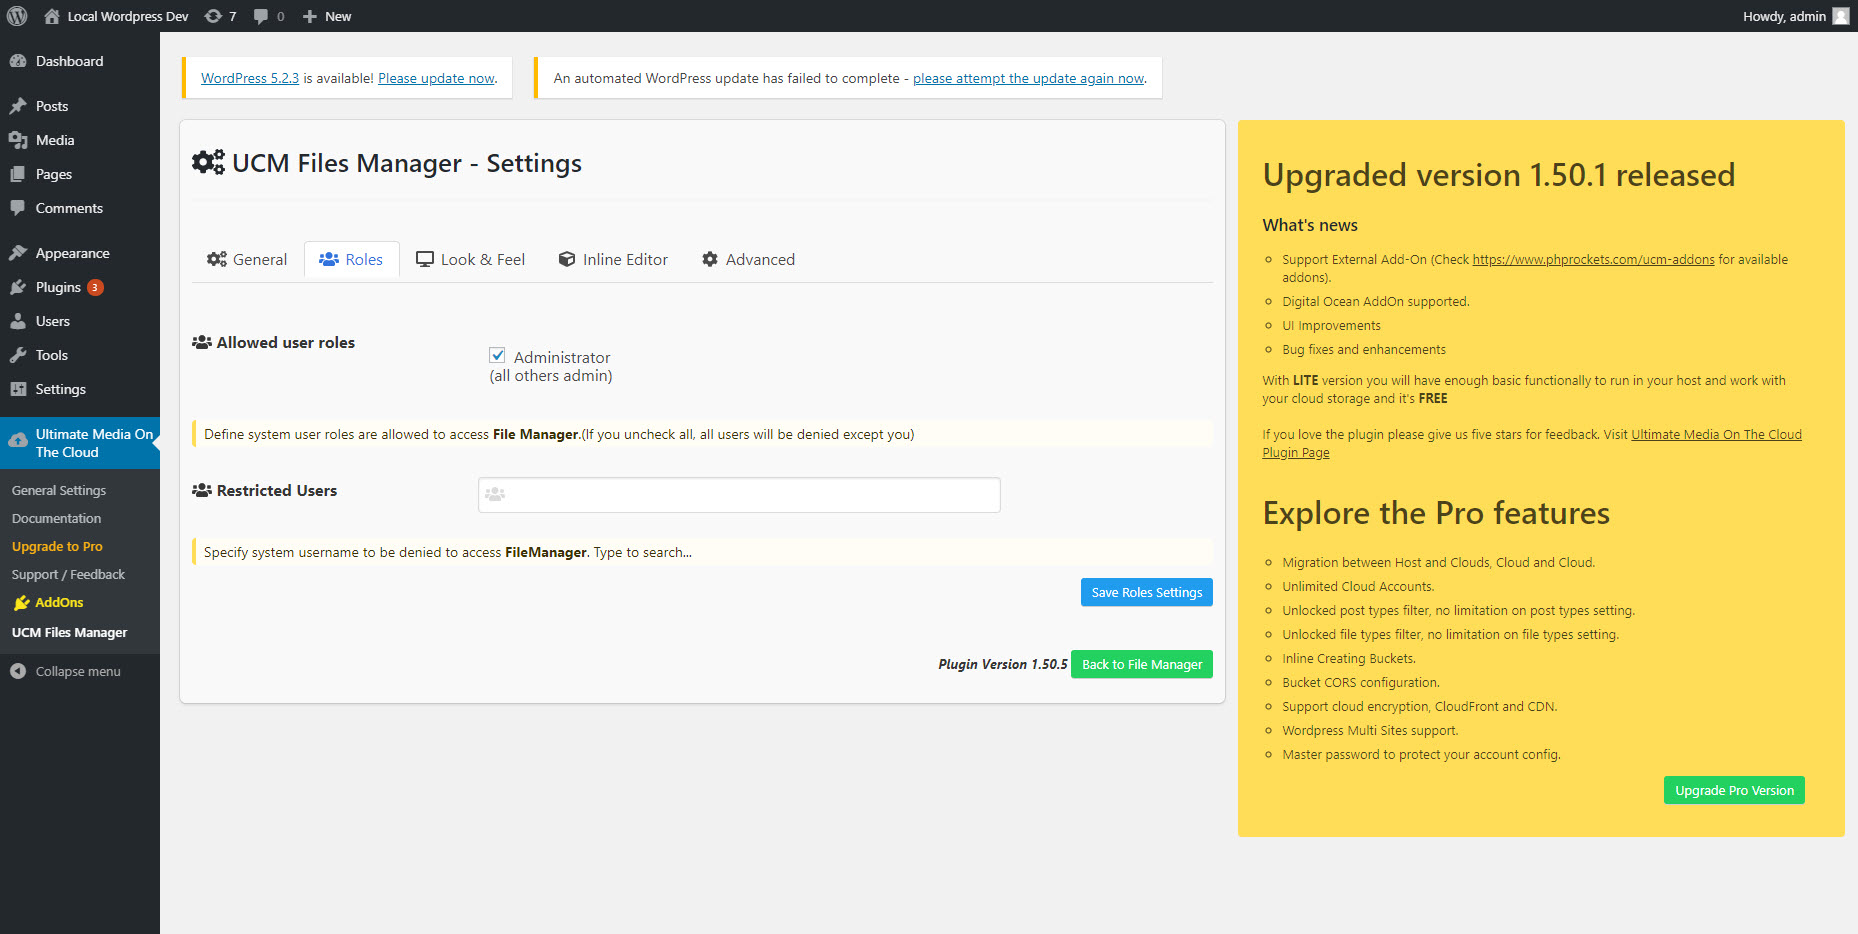 Local Wordpress Dev 7 0 New Howdy, admin
Dashboard
Posts
Media
Pages
Comments
Appearance
Plugins 3
Users
Tools
Settings
Ultimate Media On
The Cloud
General Settings
Documentation
Upgrade to Pro
Support / Feedback
AddOns
UCM Files Manager
Collapse menu
WordPress 5.2.3 is available! Please update now.
An automated WordPress update has failed to complete - please attempt the update again now.
UCM Files Manager - Settings
General Roles Look & Feel Inline Editor Advanced
Allowed user roles
Administrator
(all others admin)
Define system user roles are allowed to access File Manager.(If you uncheck all, all users will be denied except you)
Restricted Users
Specify system username to be denied to access FileManager. Type to search...
Save Roles Settings
Plugin Version 1.50.5 Back to File Manager
Upgraded version 1.50.1 released
What's news
Support External Add-On (Check https://www.phprockets.com/ucm-addons for available
addons).
Digital Ocean AddOn supported.
UI Improvements
Bug fixes and enhancements
With LITE version you will have enough basic functionally to run in your host and work with
your cloud storage and it's FREE
If you love the plugin please give us five stars for feedback. Visit Ultimate Media On The Cloud
Plugin Page
Explore the Pro features
Migration between Host and Clouds, Cloud and Cloud.
Unlimited Cloud Accounts.
Unlocked post types filter, no limitation on post types setting.
Unlocked file types filter, no limitation on file types setting.
Inline Creating Buckets.
Bucket CORS configuration.
Support cloud encryption, CloudFront and CDN.
Wordpress Multi Sites support.
Master password to protect your account config.
Upgrade Pro Version